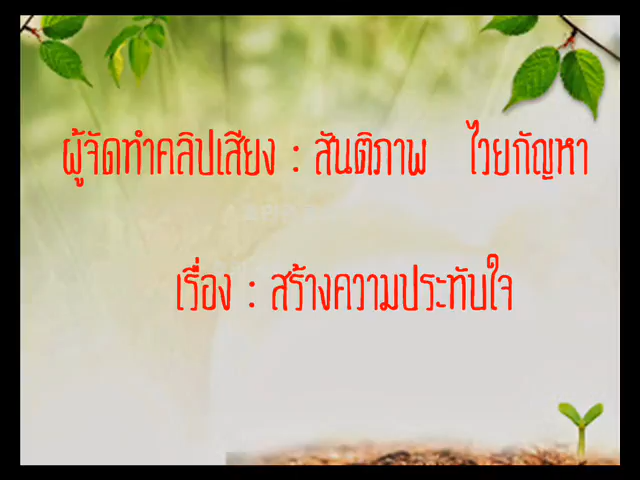 ผู้จัดทำคลิปเสียง : สันติภาพ ไวยกัญหา
เรื่อง : สร้างความประทับใจ